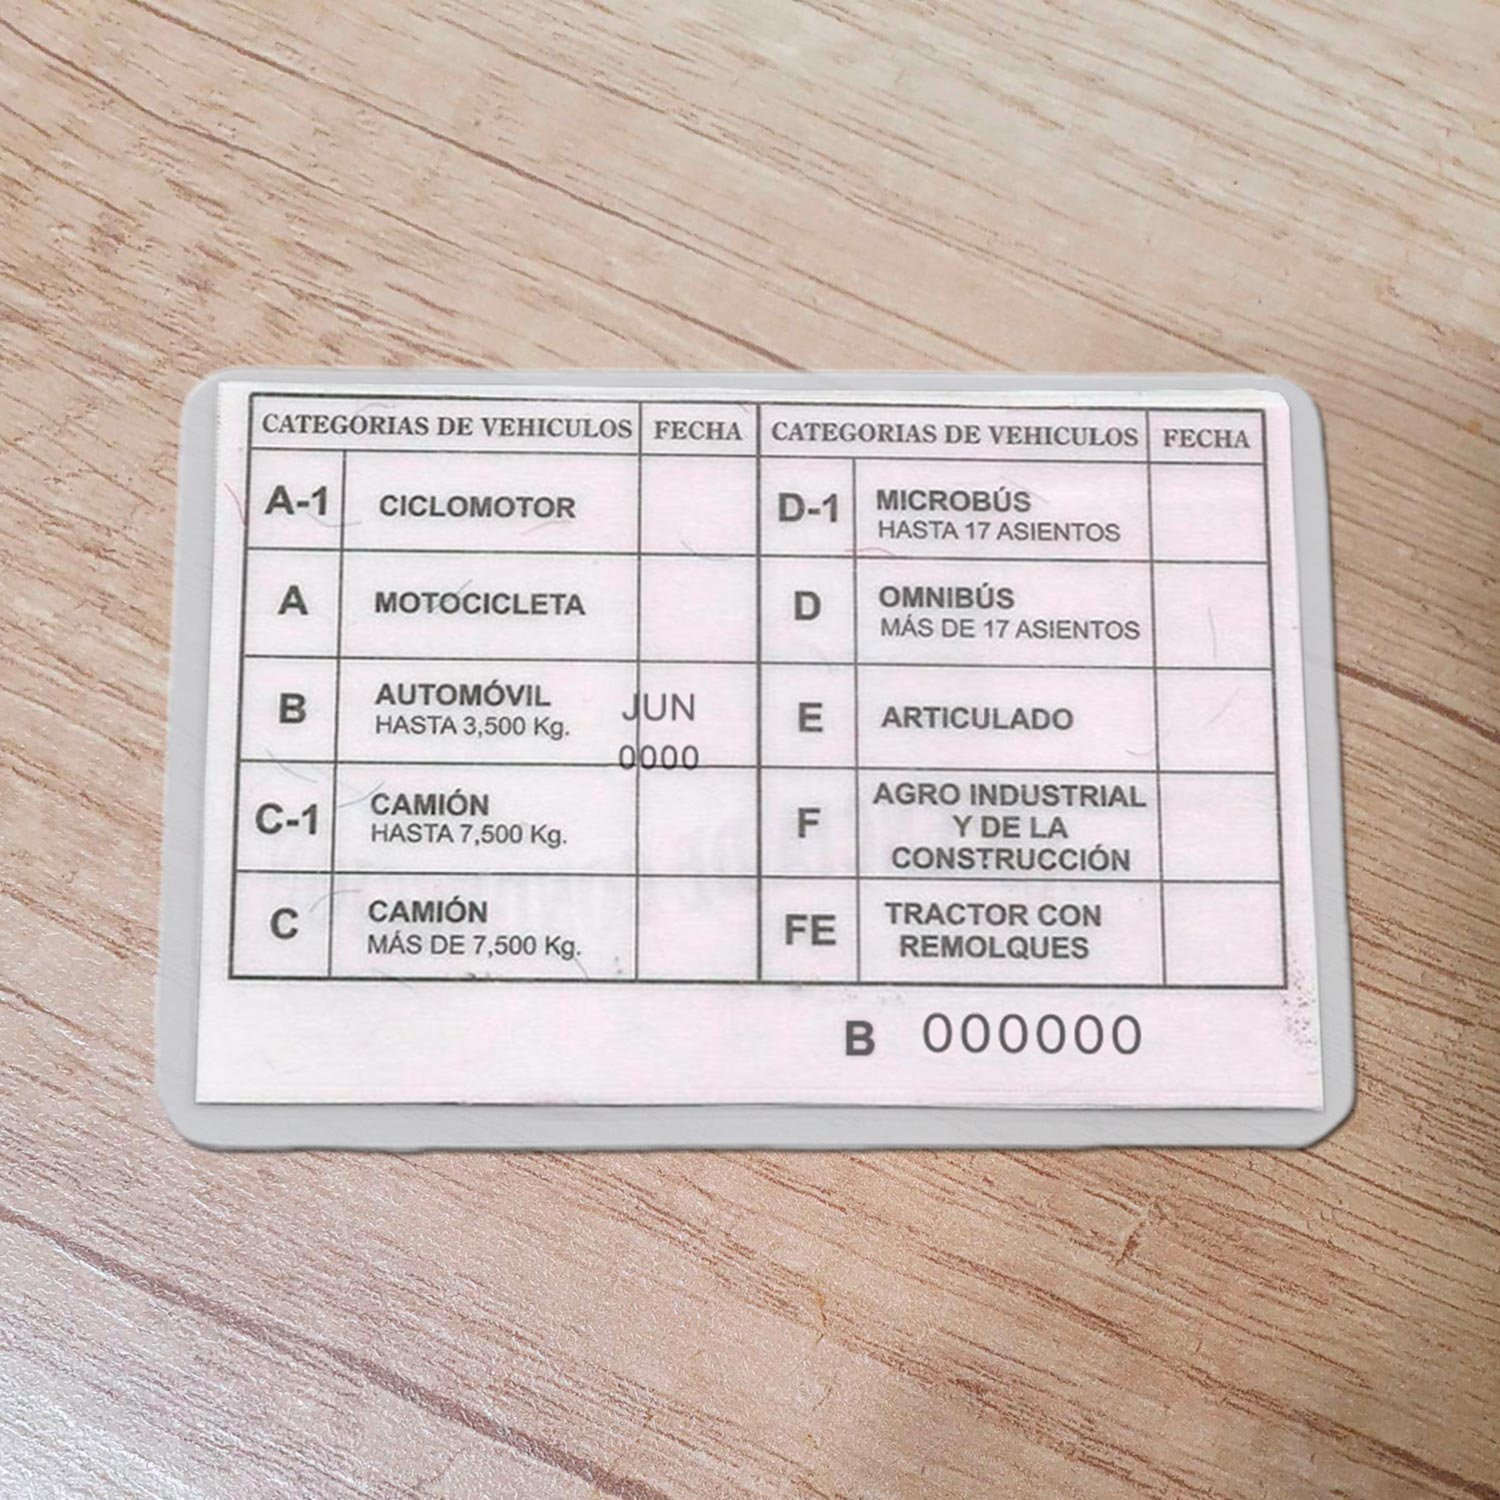 CATEGORIAS DE VEHICULOS FECHA CATEGORIAS DE VEHICULOS FECHA
A-1 CICLOMOTOR
D-1 MICROBÚS
HASTA 17 ASIENTOS
A MOTOCICLETA
D OMNIBÚS
MÁS DE 17 ASIENTOS
B AUTOMÓVIL
HASTA 3,500 Kg.
JUN
0000
E ARTICULADO
C-1 CAMIÓN
HASTA 7,500 Kg.
F AGRO INDUSTRIAL
Y DE LA
CONSTRUCCIÓN
C CAMIÓN
MÁS DE 7,500 Kg.
FE TRACTOR CON
REMOLQUES
B 000000